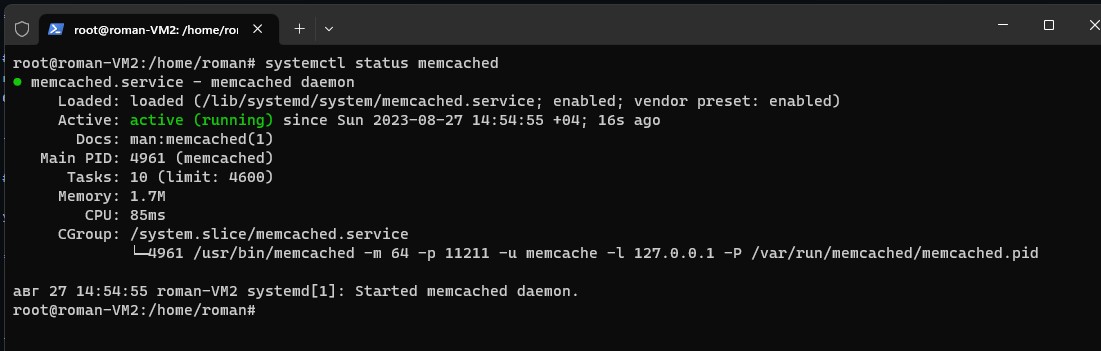 root@roman-VM2: /home/ror
root@roman-VM2:/home/roman# systemctl status memcached
● memcached.service - memcached daemon
Loaded: loaded (/lib/systemd/system/memcached.service; enabled; vendor preset: enabled)
Active: active (running) since Sun 2023-08-27 14:54:55 +04; 16s ago
Docs: man:memcached(1)
Main PID: 4961 (memcached)
Tasks: 10 (limit: 4600)
Memory: 1.7M
CPU: 85ms
CGroup: /system.slice/memcached.service
└─4961 /usr/bin/memcached -m 64 -p 11211 -u memcache -l 127.0.0.1 -P /var/run/memcached/memcached.pid
авг 27 14:54:55 roman-VM2 systemd[1]: Started memcached daemon.
root@roman-VM2:/home/roman#